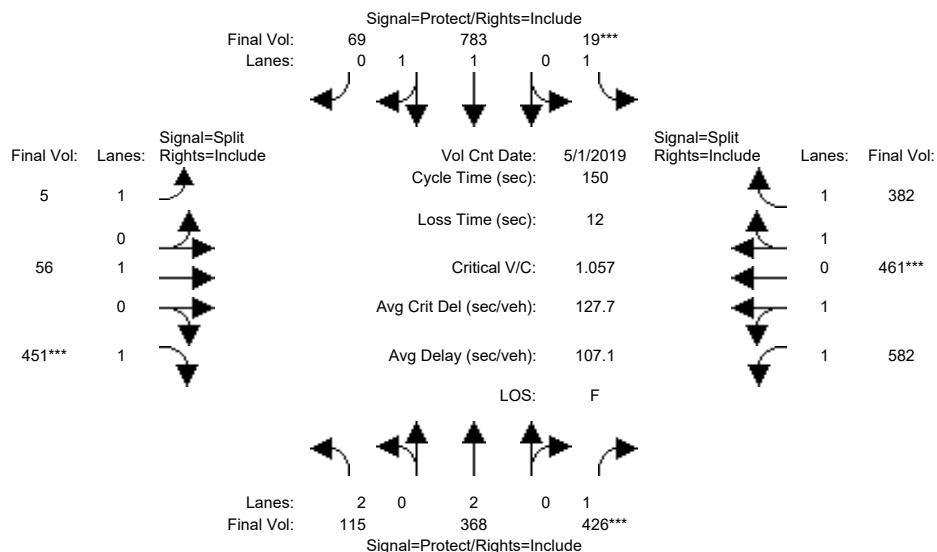 Signal=Protect/Rights=Include
Final Vol: 69 783 19***
Lanes: 0 1 1 0 1
Signal=Split
Final Vol: Lanes: Rights=Include
Vol Cnt Date: 5/1/2019
Signal=Split
Rights=Include Lanes: Final Vol:
Cycle Time (sec): 150
5 1
1 382
Loss Time (sec): 12
0
1
56 1
Critical V/C: 1.057
0 461***
0
Avg Crit Del (sec/veh): 127.7
1
451*** 1
Avg Delay (sec/veh): 107.1
1 582
LOS: F
Lanes: 2 0 2 0 1
Final Vol: 115 368 426***
Signal=Protect/Rights=Include